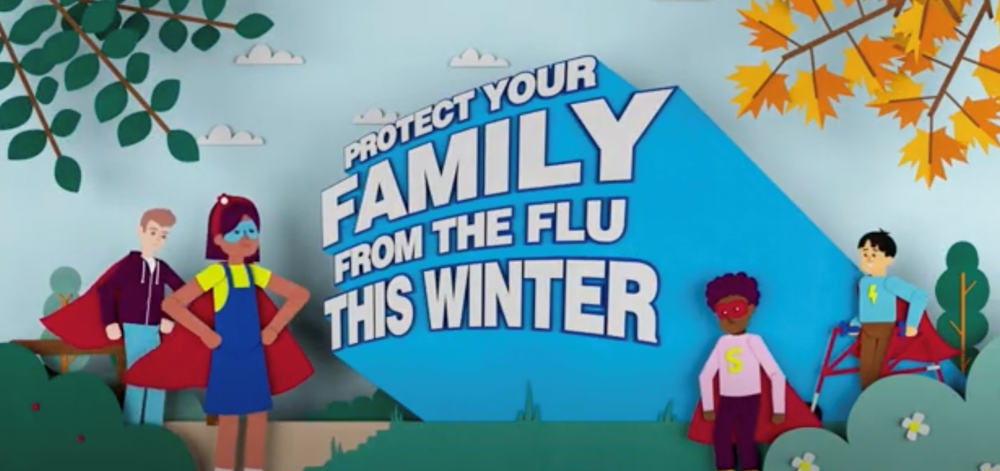 PROTECT YOUR
FAMILY
FROM THE FLU
THIS WINTER
S